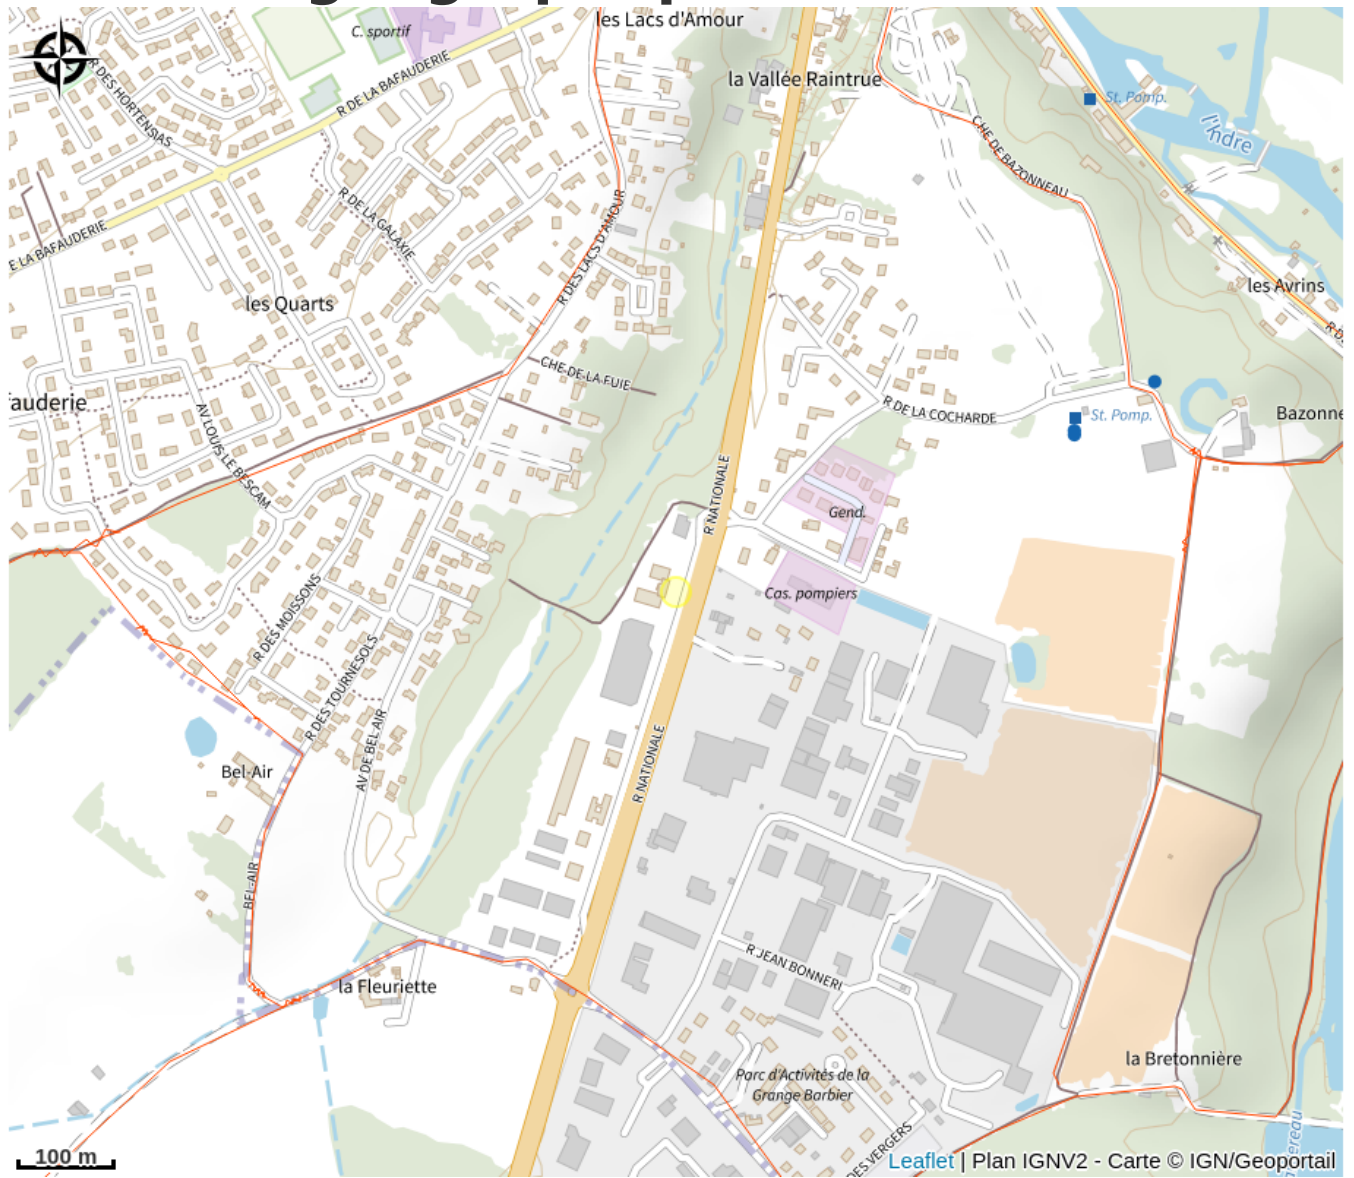 les Lacs d'Amour
C. sportif
R DE LA BAFAUDERIE
R DES HORTENSIAS
la Vallée Raintrue
St. Pomp.
l'Indre
CHE DE BAZONNEAU
R DE LA GALAXIE
R DES LACS D'AMOUR
E LA BAFAUDERIE
les Quarts
les Avrins
R D
CHE DE LA FUIE
fauderie
AV LOUIS LE BESCAM
R DE LA COCHARDE
St. Pomp.
Bazonne
R NATIONALE
Gend.
Cas. pompiers
R DES MOISSONS
R DES TOURNESOLS
AV DE BEL AIR
R NATIONALE
Bel-Air
BEL-AIR
R JEAN BONNERI
la Fleuriette
la Bretonnière
Parc d'Activités de la
Grange Barbier
DES VERGERS
ereau
100 m
Leaflet | Plan IGNV2 - Carte © IGN/Geoportail